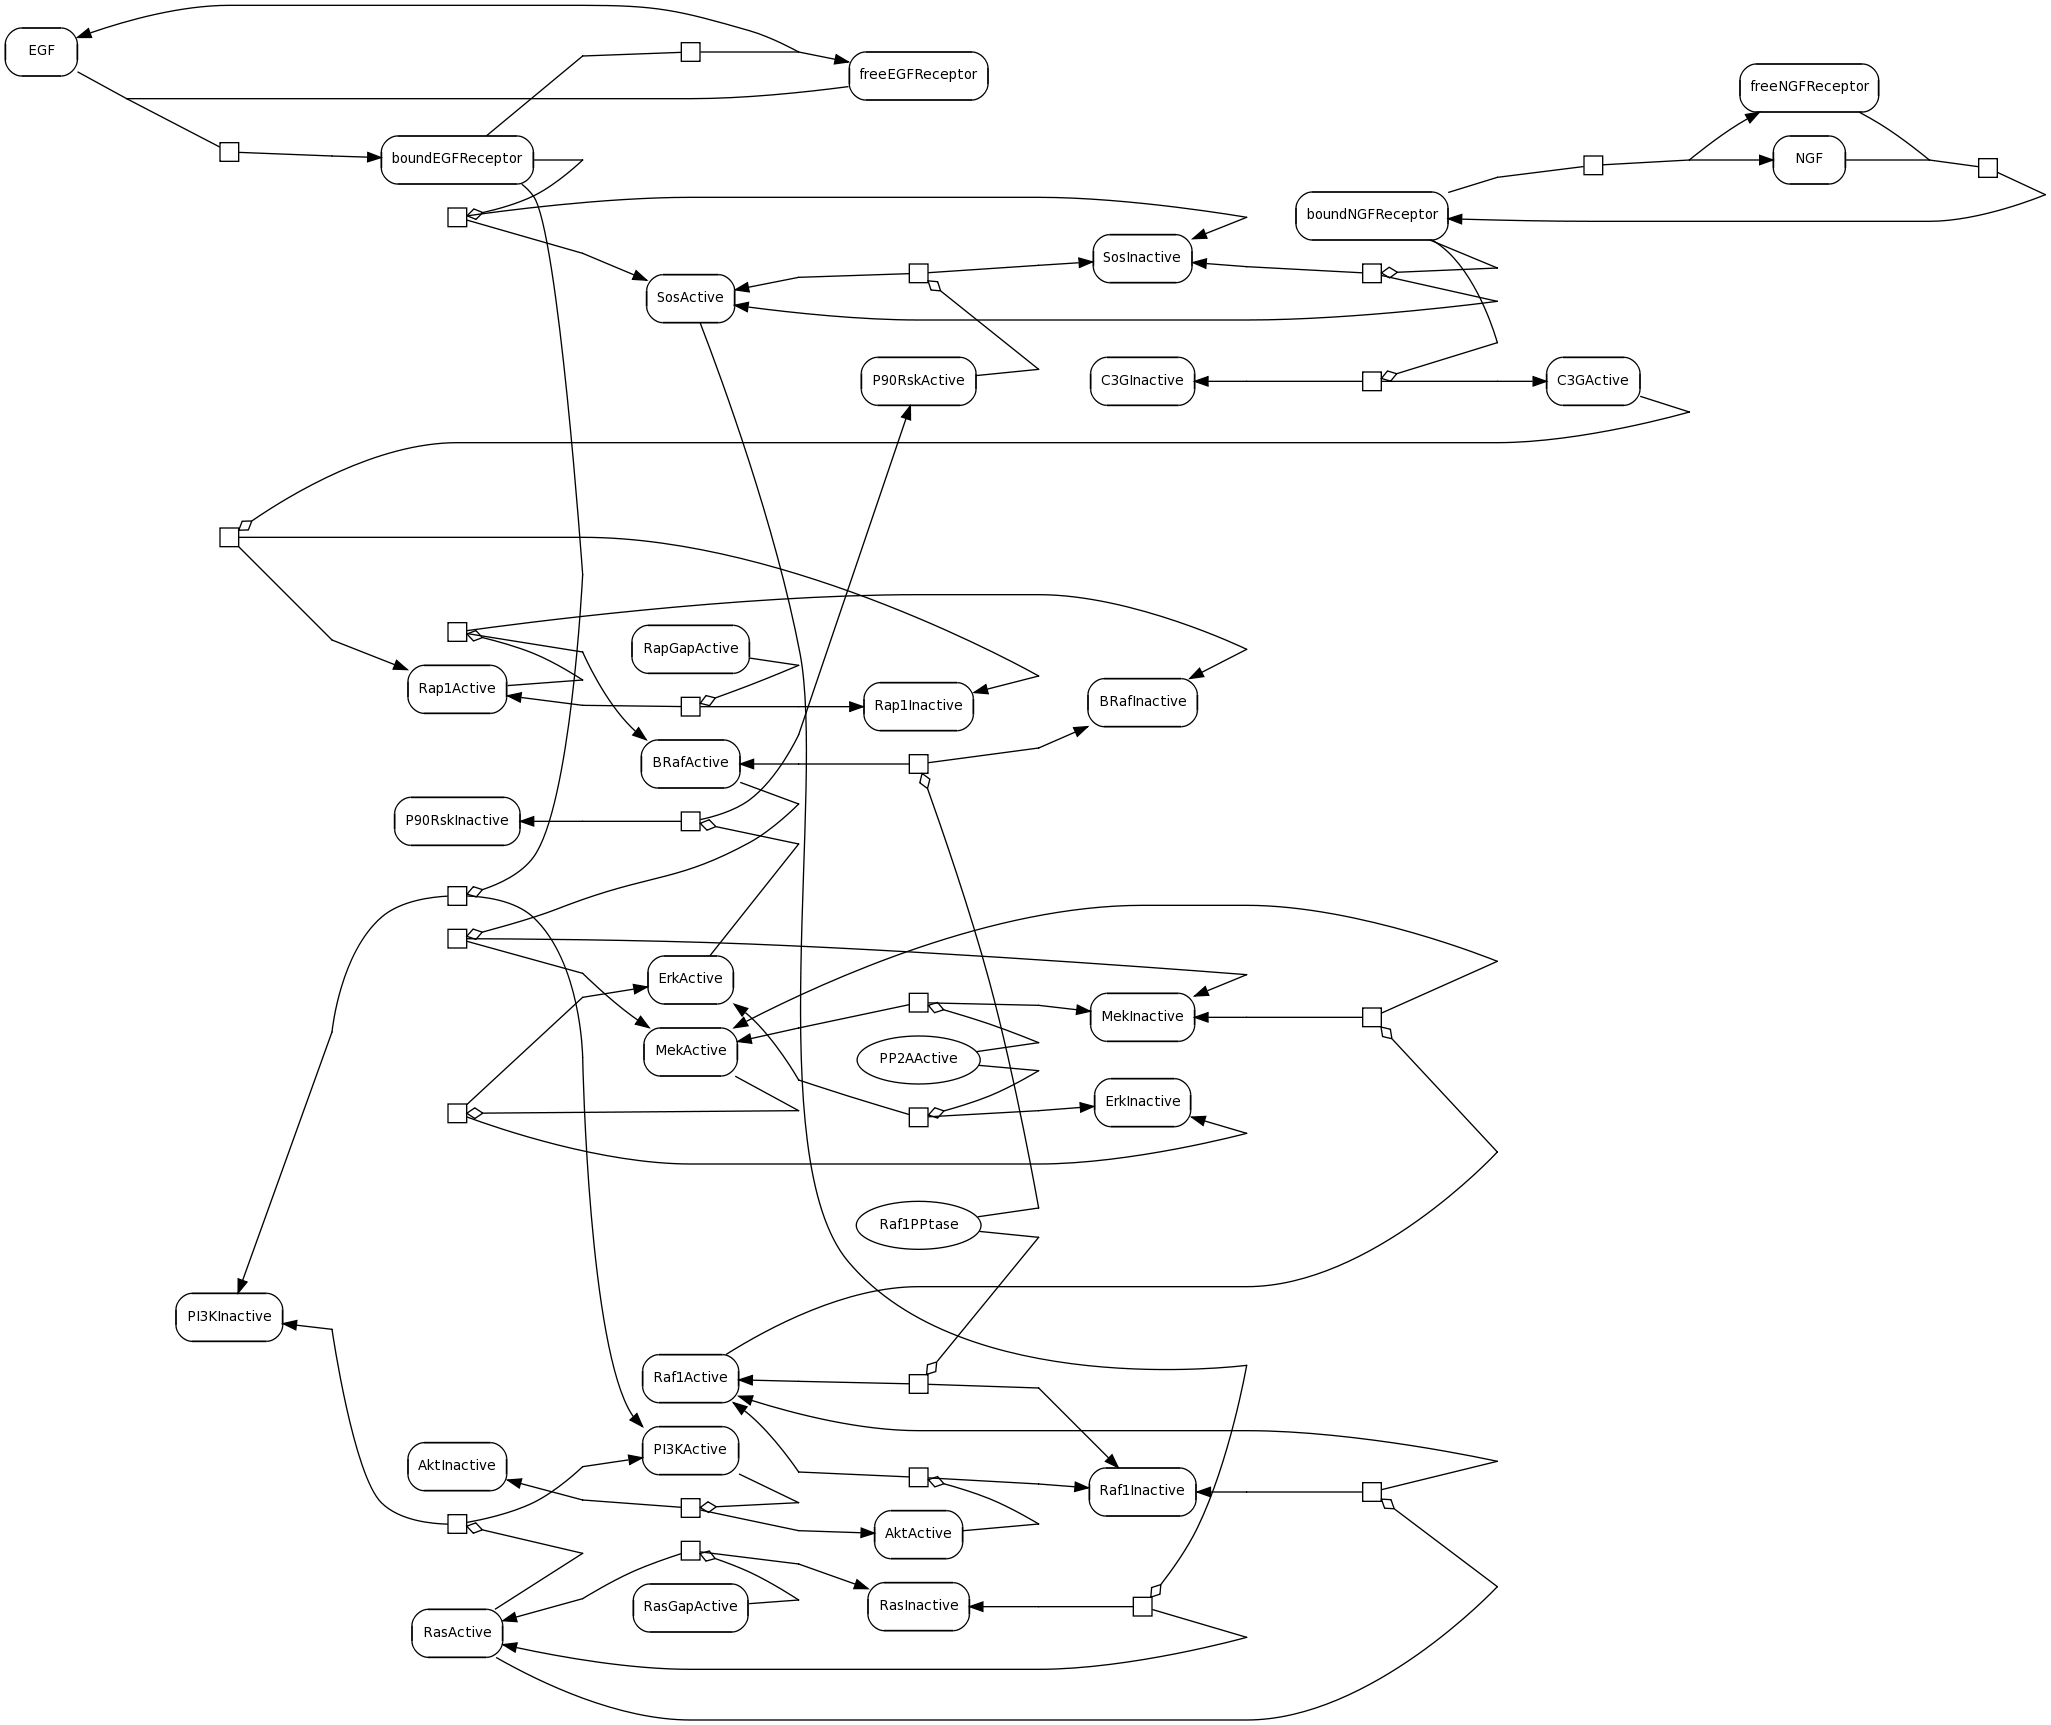 EGF
freeEGFReceptor
freeNGFReceptor
boundEGFReceptor
NGF
boundNGFReceptor
SosInactive
SosActive
P90RskActive
C3GInactive
C3GActive
RapGapActive
Rap1Active
Rap1Inactive
BRafInactive
BRafActive
P90RskInactive
ErkActive
MekInactive
MekActive
PP2AActive
ErkInactive
Raf1PPtase
PI3KInactive
Raf1Active
PI3KActive
AktInactive
Raf1Inactive
AktActive
RasGapActive
RasInactive
RasActive